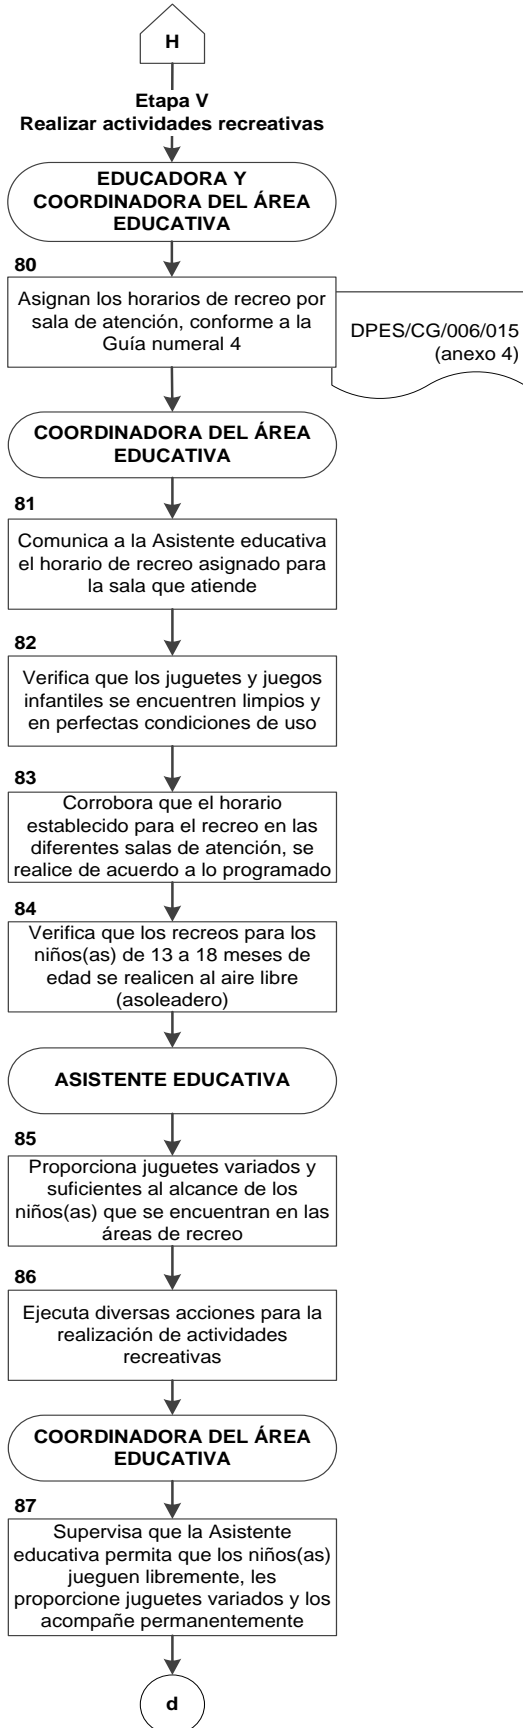 H
Etapa V
Realizar actividades recreativas
EDUCADORA Y
COORDINADORA DEL ÁREA
EDUCATIVA
80
Asignan los horarios de recreo por
sala de atención, conforme a la
Guía numeral 4
DPES/CG/006/015
(anexo 4)
COORDINADORA DEL ÁREA
EDUCATIVA
81
Comunica a la Asistente educativa
el horario de recreo asignado para
la sala que atiende
82
Verifica que los juguetes y juegos
infantiles se encuentren limpios y
en perfectas condiciones de uso
83
Corrobora que el horario
establecido para el recreo en las
diferentes salas de atención, se
realice de acuerdo a lo programado
84
Verifica que los recreos para los
niños(as) de 13 a 18 meses de
edad se realicen al aire libre
(asoleadero)
ASISTENTE EDUCATIVA
85
Proporciona juguetes variados y
suficientes al alcance de los
niños(as) que se encuentran en las
áreas de recreo
86
Ejecuta diversas acciones para la
realización de actividades
recreativas
COORDINADORA DEL ÁREA
EDUCATIVA
87
Supervisa que la Asistente
educativa permita que los niños(as)
jueguen libremente, les
proporcione juguetes variados y los
acompañe permanentemente
d